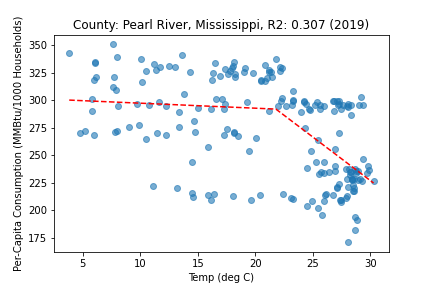 County: Pearl River, Mississippi, R2: 0.307 (2019)
Per-Capita Consumption (MMBtu/1000 Households)
350
325
300
275
250
225
200
175
5 10 15 20 25 30
Temp (deg C)